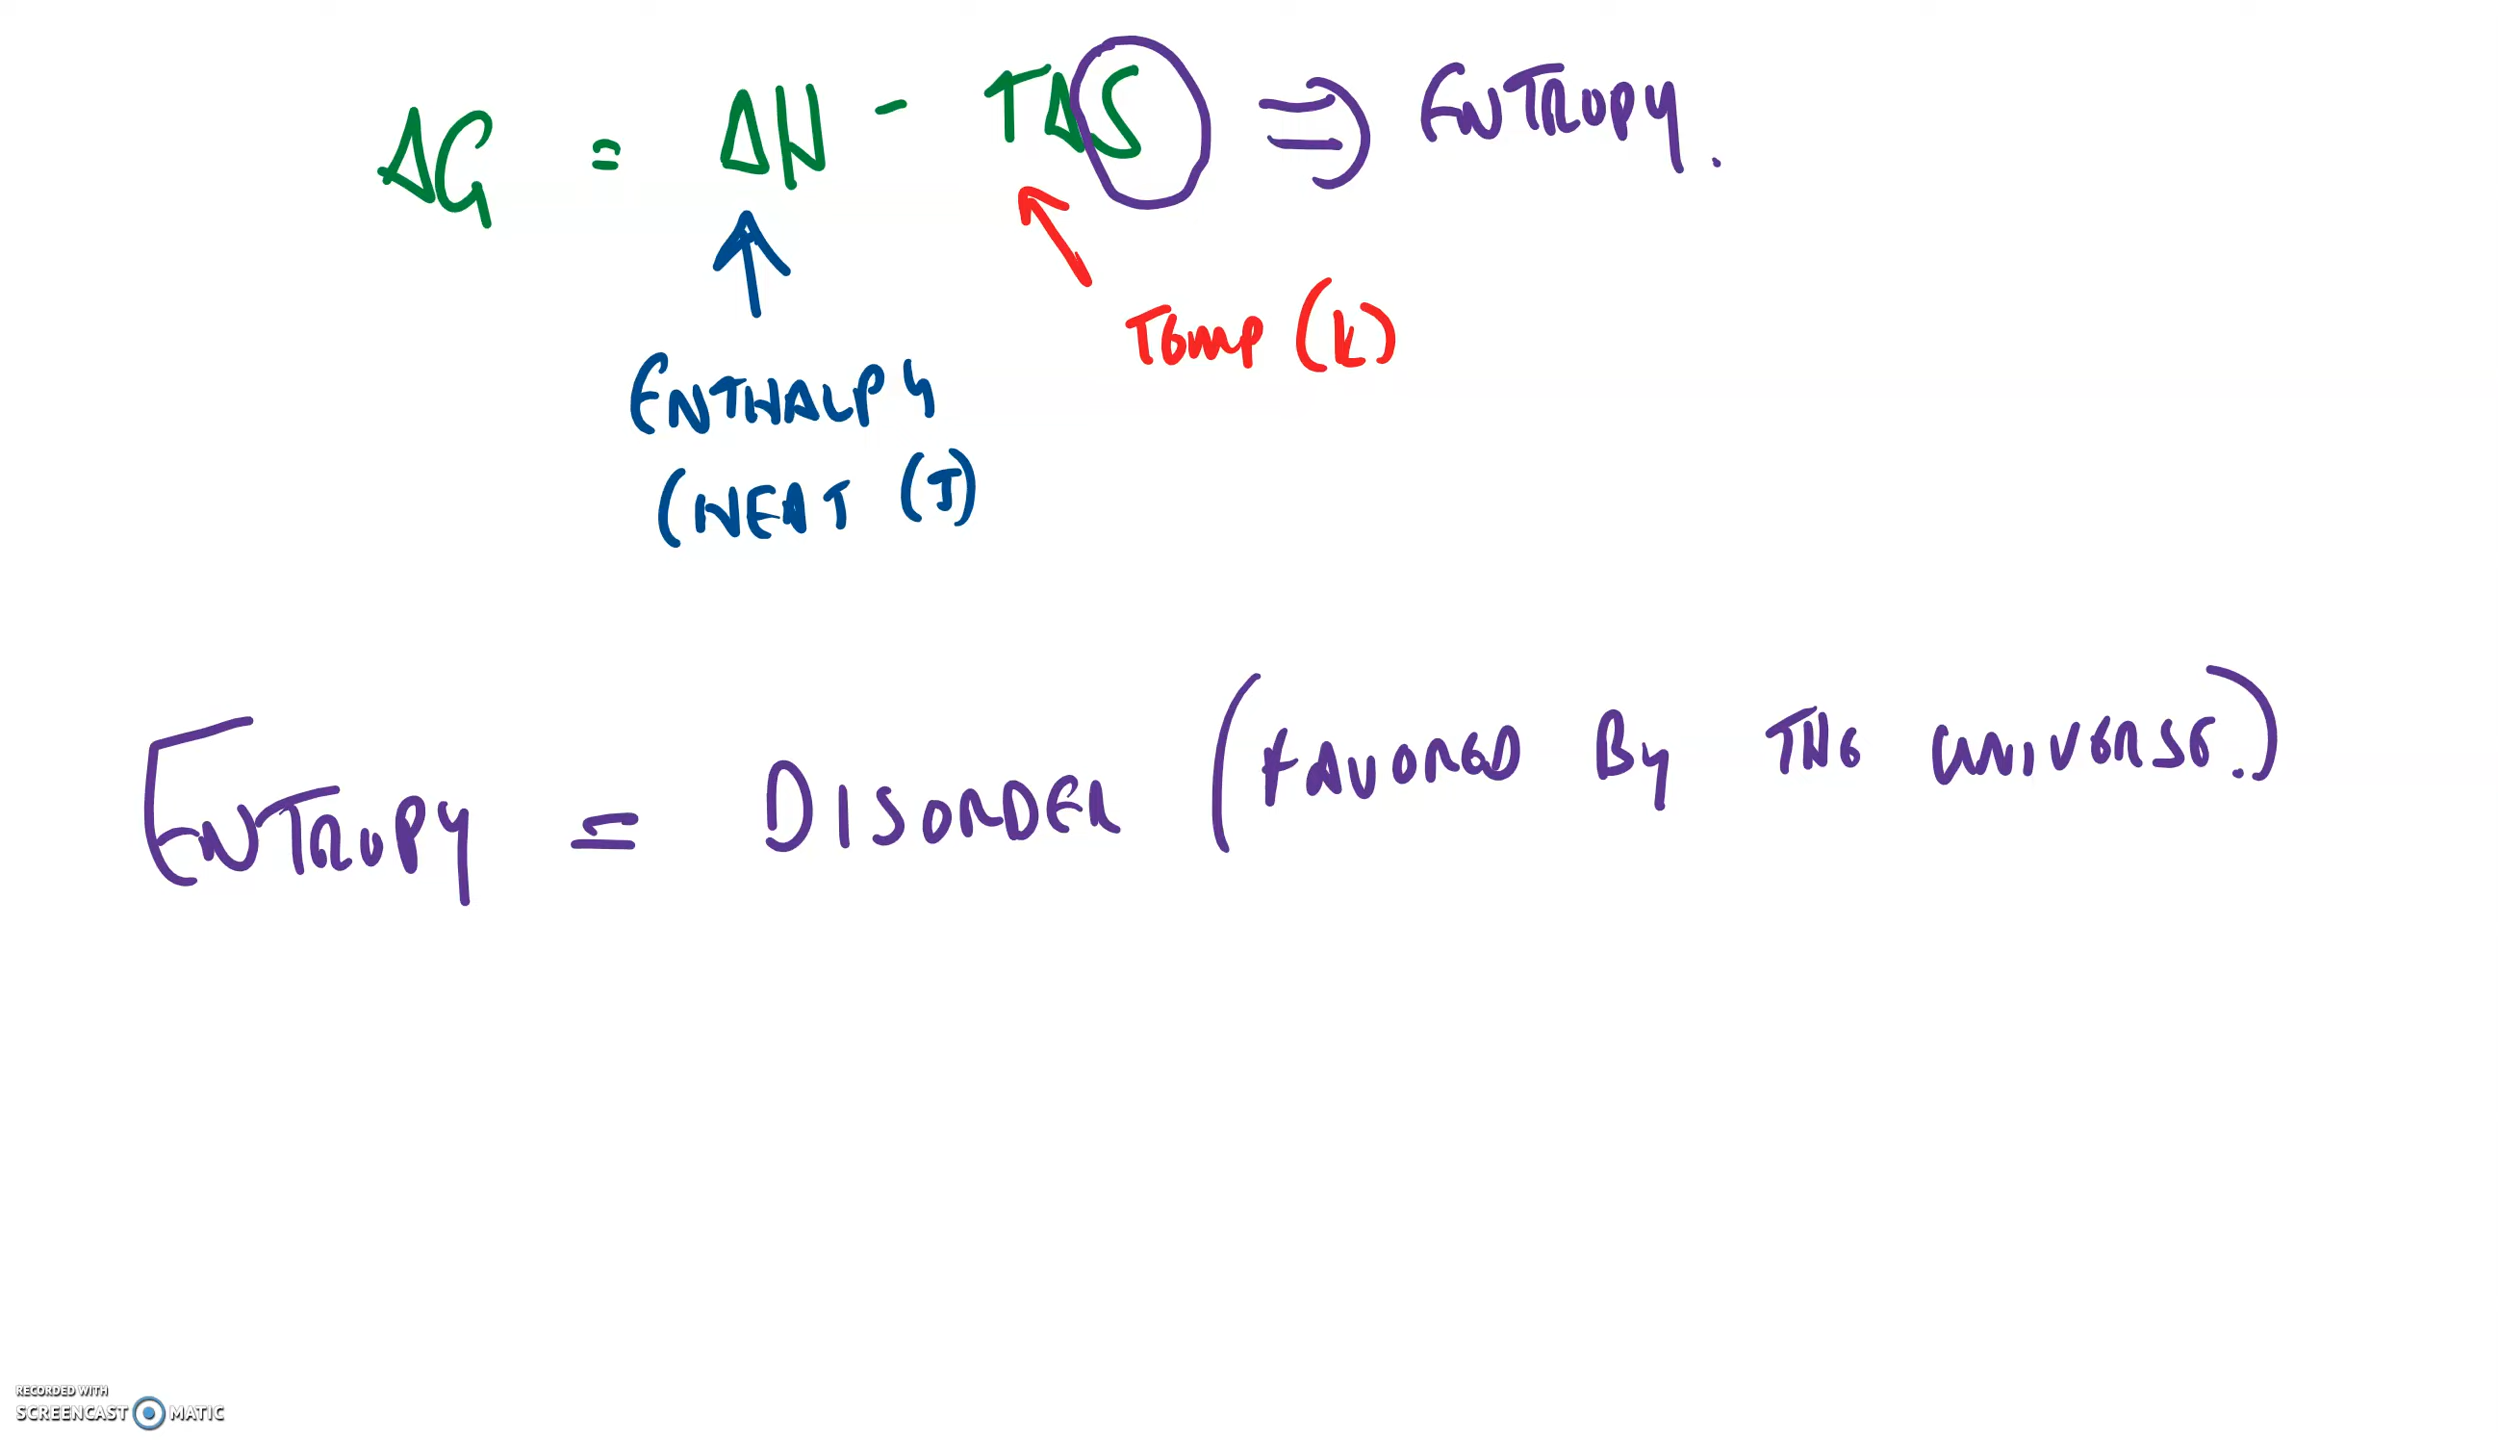 ΔG = ΔH - TΔS ⇒ ENTROPY.
Temp (K)
ENTHALPY
(HEAT (J)
ENTROPY = DISORDER (FAVORED By THe UNIVERSE.)
RECORDED WITH
SCREENCAST MATIC